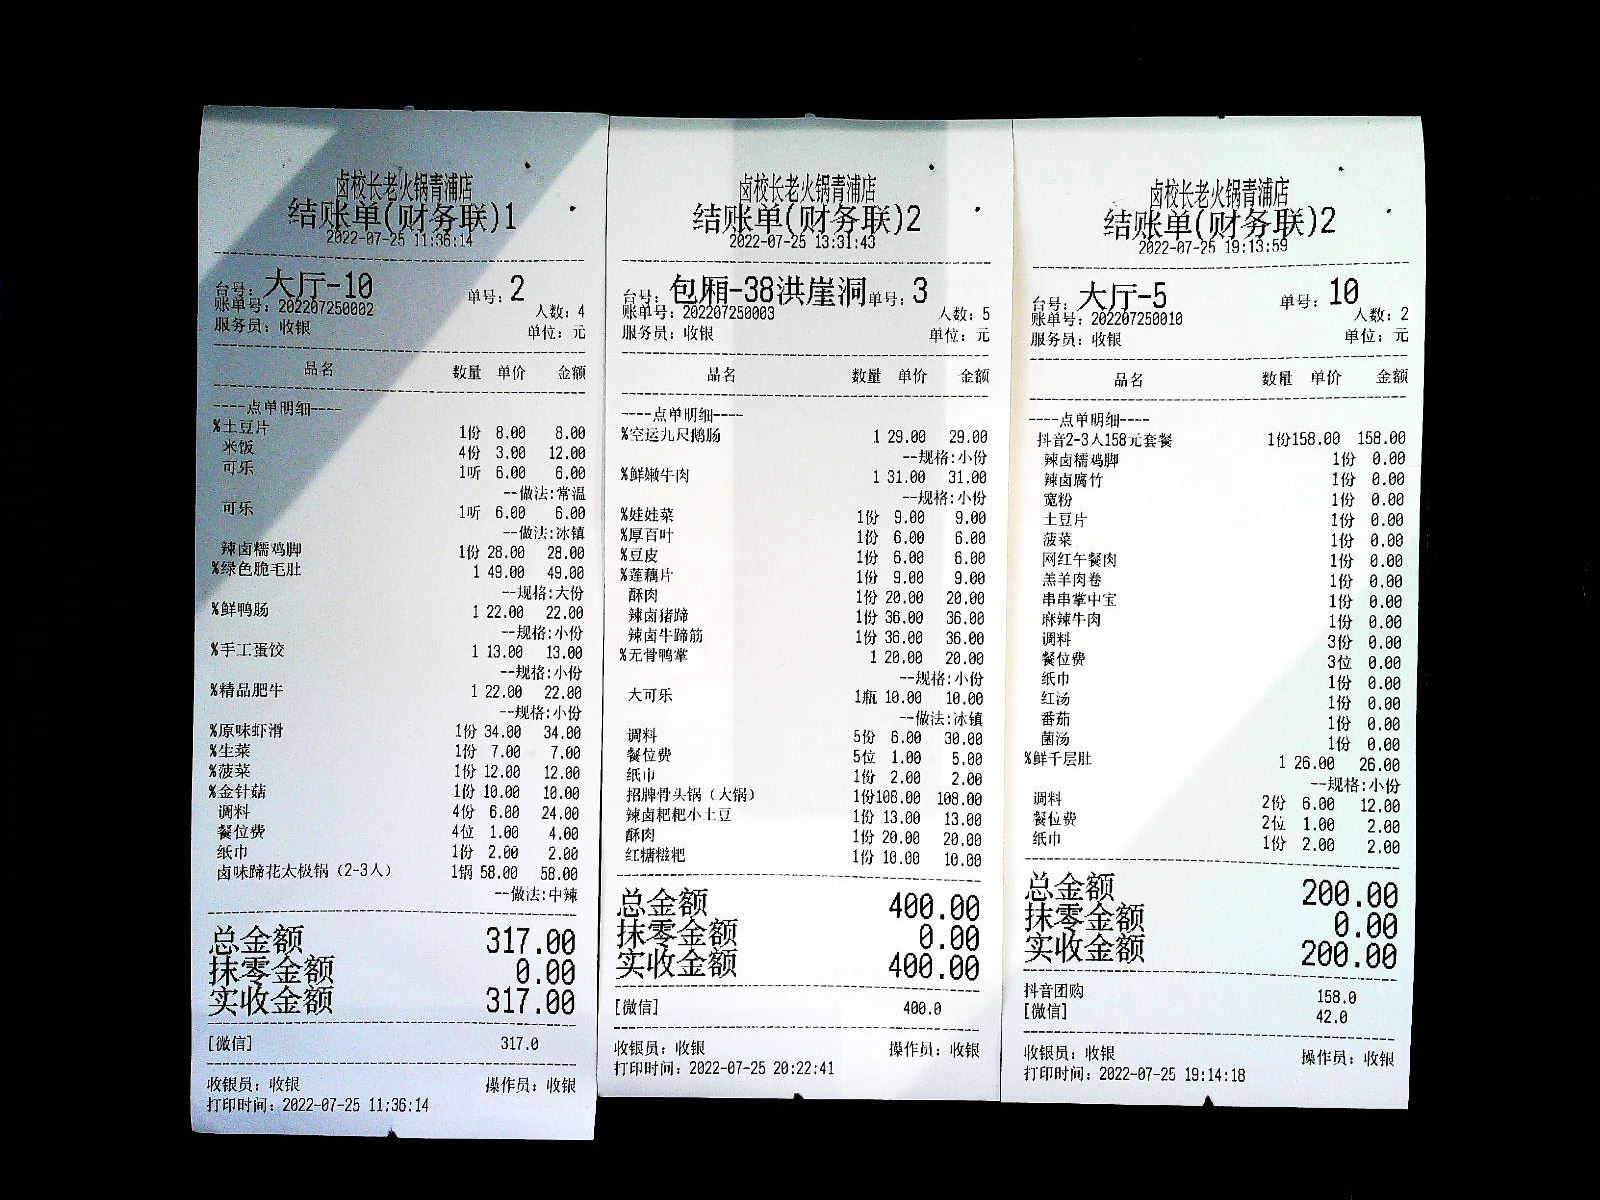 卤校长老火锅青浦店
结账单(财务联)1
2022-07-25 11:36:14
台号: 大厅-10 单号: 2
账单号: 202207250002 人数: 4
服务员: 收银 单位: 元
品名 数量 单价 金额
----点单明细----
%土豆片 1份 8.00 8.00
米饭 4份 3.00 12.00
可乐 1听 6.00 6.00
--做法:常温
可乐 1听 6.00 6.00
--做法:冰镇
辣卤糯鸡脚 1份 28.00 28.00
%绿色脆毛肚 1 49.00 49.00
--规格:大份
%鲜鸭肠 1 22.00 22.00
--规格:小份
%手工蛋饺 1 13.00 13.00
--规格:小份
%精品肥牛 1 22.00 22.00
--规格:小份
%原味虾滑 1份 34.00 34.00
%生菜 1份 7.00 7.00
%菠菜 1份 12.00 12.00
%金针菇 1份 10.00 10.00
调料 4份 6.00 24.00
餐位费 4位 1.00 4.00
纸巾 1份 2.00 2.00
卤味蹄花太极锅（2-3人） 1锅 58.00 58.00
--做法:中辣
总金额 317.00
抹零金额 0.00
实收金额 317.00
[微信] 317.0
收银员: 收银 操作员: 收银
打印时间: 2022-07-25 11:36:14
卤校长老火锅青浦店
结账单(财务联)2
2022-07-25 13:31:43
台号: 包厢-38洪崖洞 单号: 3
账单号: 202207250003 人数: 5
服务员: 收银 单位: 元
品名 数量 单价 金额
----点单明细----
%空运九尺鹅肠 1 29.00 29.00
--规格:小份
%鲜嫩牛肉 1 31.00 31.00
--规格:小份
%娃娃菜 1份 9.00 9.00
%厚百叶 1份 6.00 6.00
%豆皮 1份 6.00 6.00
%莲藕片 1份 9.00 9.00
酥肉 1份 20.00 20.00
辣卤猪蹄 1份 36.00 36.00
辣卤牛蹄筋 1份 36.00 36.00
%无骨鸭掌 1 20.00 20.00
--规格:小份
大可乐 1瓶 10.00 10.00
--做法:冰镇
调料 5份 6.00 30.00
餐位费 5位 1.00 5.00
纸巾 1份 2.00 2.00
招牌骨头锅（大锅） 1份108.00 108.00
辣卤粑粑小土豆 1份 13.00 13.00
酥肉 1份 20.00 20.00
红糖糍粑 1份 10.00 10.00
总金额 400.00
抹零金额 0.00
实收金额 400.00
[微信] 400.0
收银员: 收银 操作员: 收银
打印时间: 2022-07-25 20:22:41
卤校长老火锅青浦店
结账单(财务联)2
2022-07-25 19:13:59
台号: 大厅-5 单号: 10
账单号: 202207250010 人数: 2
服务员: 收银 单位: 元
品名 数量 单价 金额
----点单明细----
抖音2-3人158元套餐 1份158.00 158.00
辣卤糯鸡脚 1份 0.00
辣卤腐竹 1份 0.00
宽粉 1份 0.00
土豆片 1份 0.00
菠菜 1份 0.00
网红午餐肉 1份 0.00
羔羊肉卷 1份 0.00
串串掌中宝 1份 0.00
麻辣牛肉 1份 0.00
调料 3份 0.00
餐位费 3位 0.00
纸巾 1份 0.00
红汤 1份 0.00
番茄 1份 0.00
菌汤 1份 0.00
%鲜千层肚 1 26.00 26.00
--规格:小份
调料 2份 6.00 12.00
餐位费 2位 1.00 2.00
纸巾 1份 2.00 2.00
总金额 200.00
抹零金额 0.00
实收金额 200.00
抖音团购 158.0
[微信] 42.0
收银员: 收银 操作员: 收银
打印时间: 2022-07-25 19:14:18